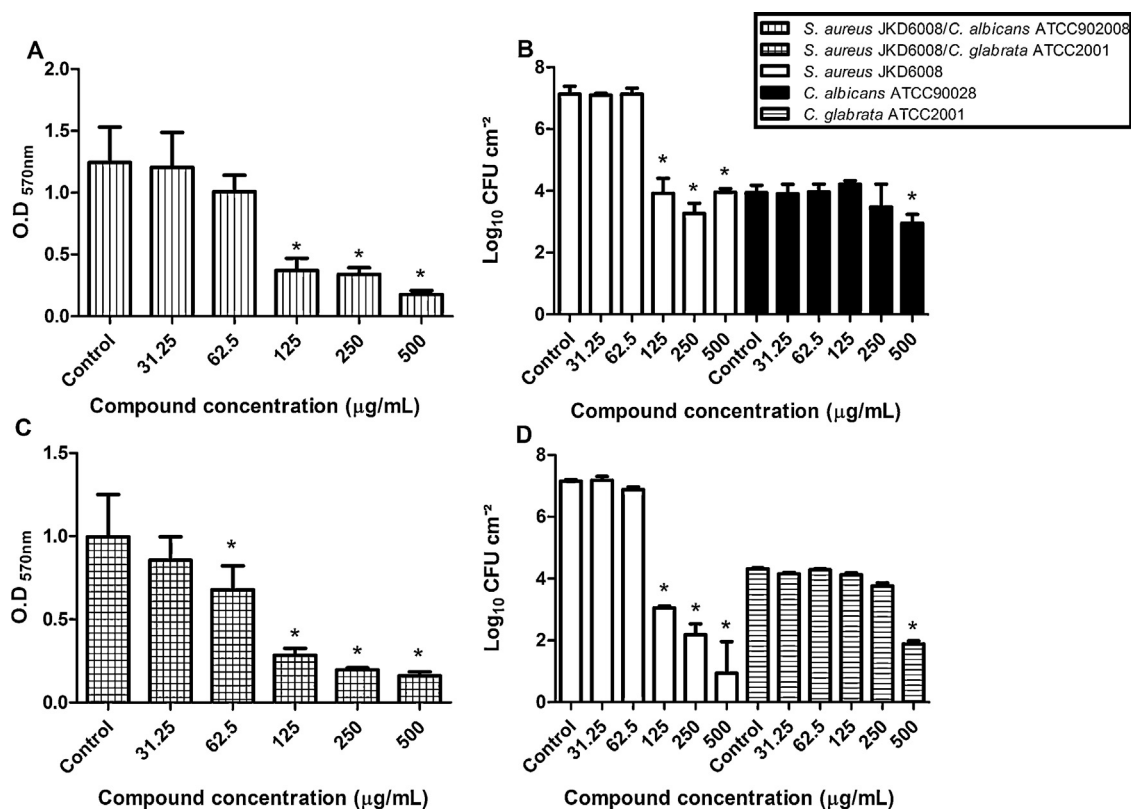 A
O.D 570nm
1.5
1.0
0.5
0.0
* * *
Control 31.25 62.5 125 250 500
Compound concentration (μg/mL)
B
Log₁₀ CFU cm⁻²
8
6
4
2
0
* * * *
Control 31.25 62.5 125 250 500 Control 31.25 62.5 125 250 500
Compound concentration (μg/mL)
S. aureus JKD6008/C. albicans ATCC902008
S. aureus JKD6008/C. glabrata ATCC2001
S. aureus JKD6008
C. albicans ATCC90028
C. glabrata ATCC2001
C
O.D 570nm
1.5
1.0
0.5
0.0
* * * *
Control 31.25 62.5 125 250 500
Compound concentration (μg/mL)
D
Log₁₀ CFU cm⁻²
8
6
4
2
0
* * * *
Control 31.25 62.5 125 250 500 Control 31.25 62.5 125 250 500
Compound concentration (μg/mL)